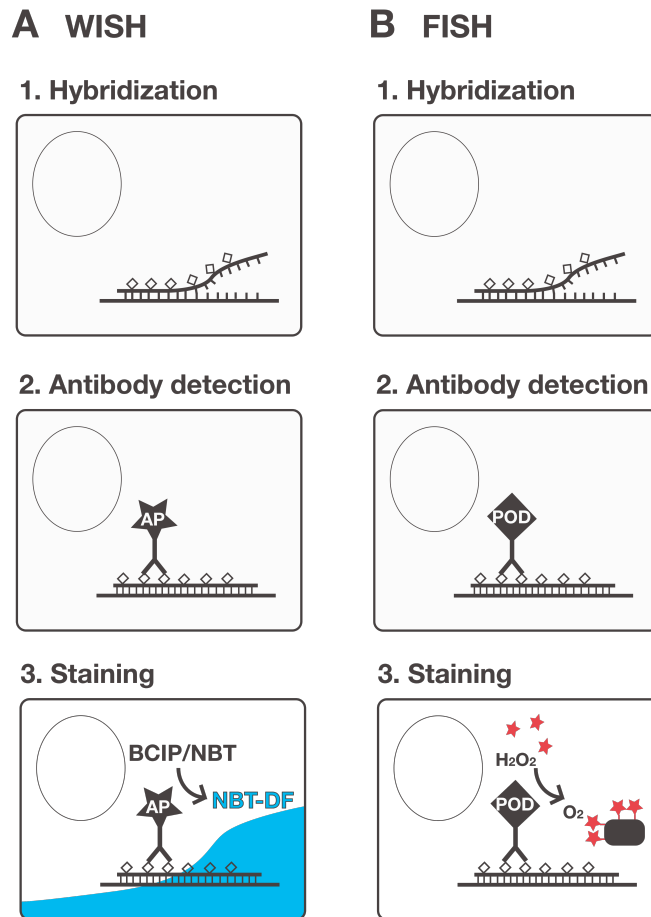 A WISH
1. Hybridization
2. Antibody detection
AP
3. Staining
BCIP/NBT
NBT-DF
AP
B FISH
1. Hybridization
2. Antibody detection
POD
3. Staining
H₂O₂
O₂
POD